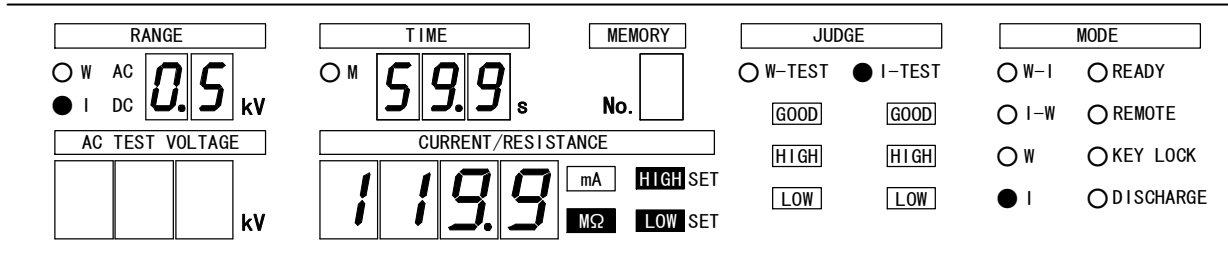 RANGE
TIME
MEMORY
JUDGE
MODE
W AC
I DC
0.5 kV
M
59.9 s
No.
W-TEST
I-TEST
GOOD
GOOD
HIGH
HIGH
LOW
LOW
W-I
READY
I-W
REMOTE
W
KEY LOCK
I
DISCHARGE
AC TEST VOLTAGE
kV
CURRENT/RESISTANCE
119.9
mA
HIGH SET
MΩ
LOW SET